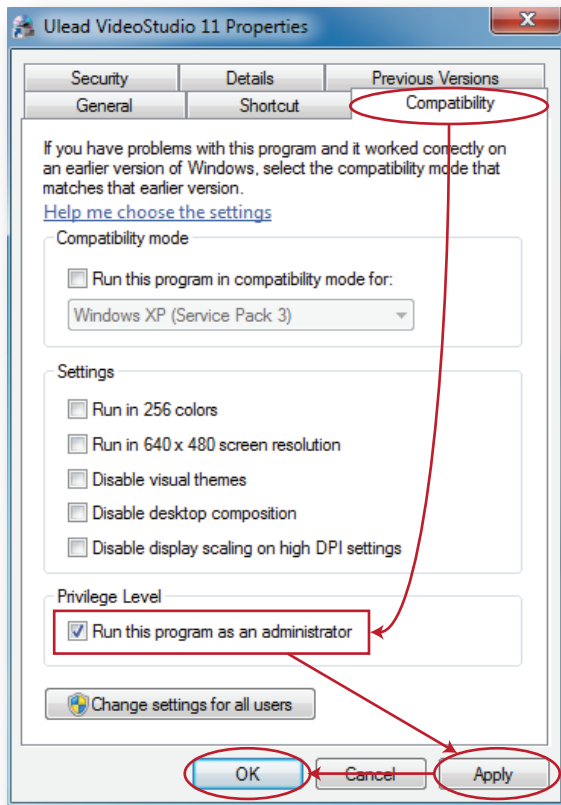 Ulead VideoStudio 11 Properties
Security Details Previous Versions
General Shortcut Compatibility
If you have problems with this program and it worked correctly on
an earlier version of Windows, select the compatibility mode that
matches that earlier version.
Help me choose the settings
Compatibility mode
Run this program in compatibility mode for:
Windows XP (Service Pack 3)
Settings
Run in 256 colors
Run in 640 x 480 screen resolution
Disable visual themes
Disable desktop composition
Disable display scaling on high DPI settings
Privilege Level
Run this program as an administrator
Change settings for all users
OK Cancel Apply